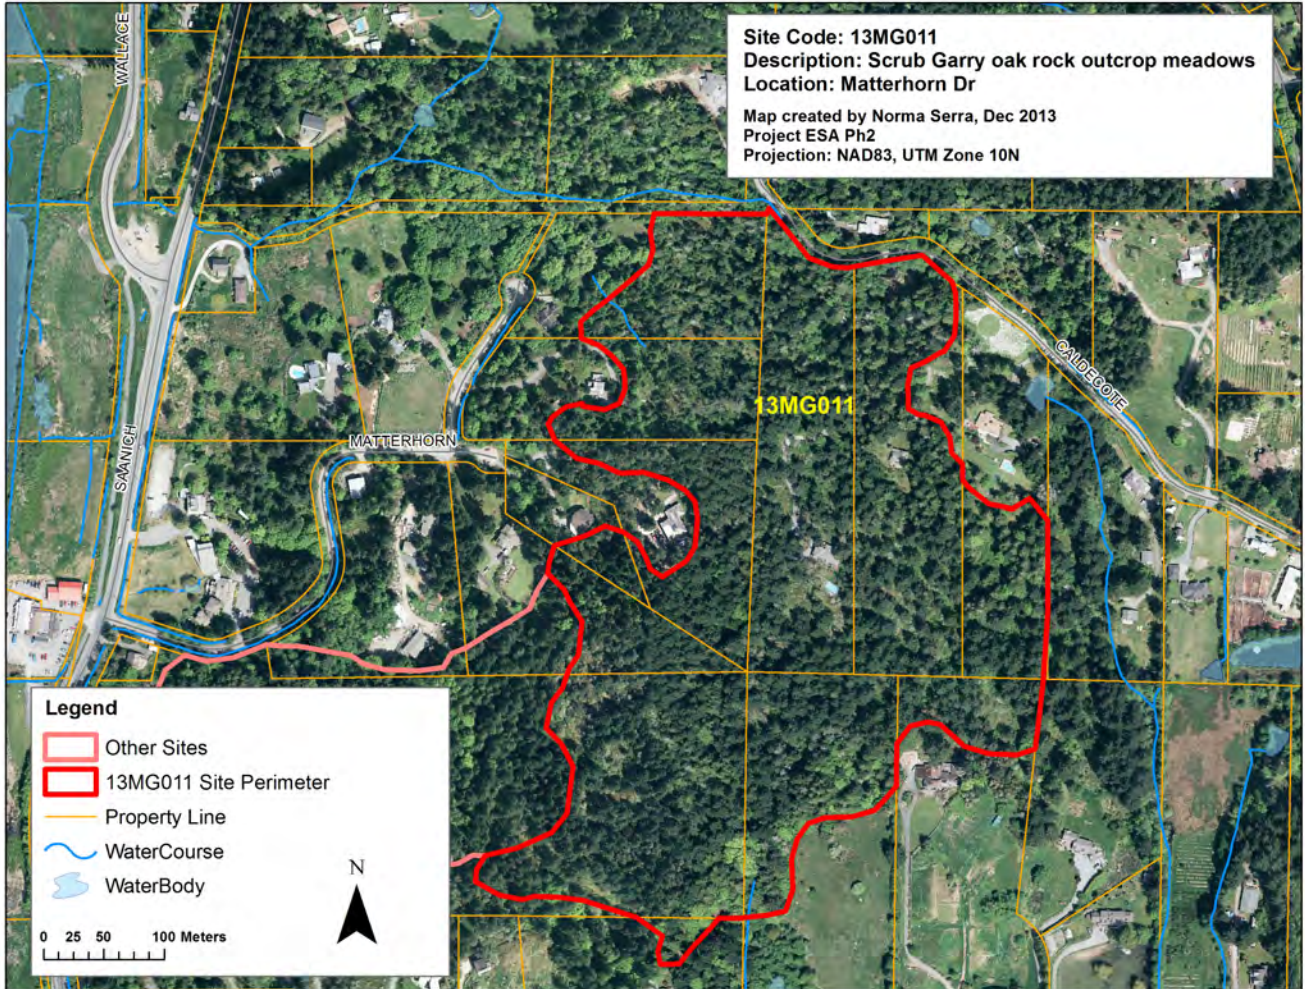 Site Code: 13MG011
Description: Scrub Garry oak rock outcrop meadows
Location: Matterhorn Dr
Map created by Norma Serra, Dec 2013
Project ESA Ph2
Projection: NAD83, UTM Zone 10N
WALLACE
CALDECOTE
13MG011
MATTERHORN
SAANICH
Legend
Other Sites
13MG011 Site Perimeter
Property Line
WaterCourse
WaterBody
N
0 25 50 100 Meters